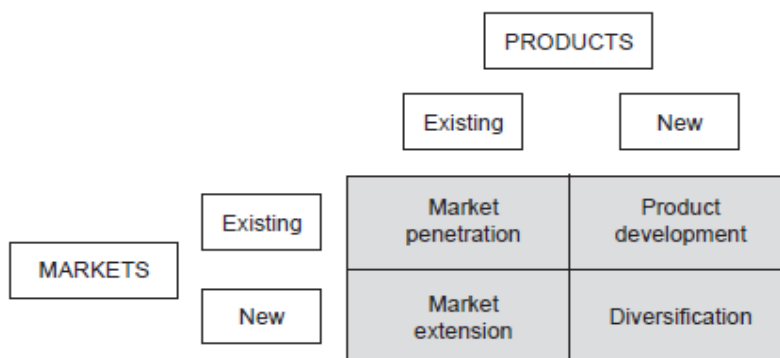 PRODUCTS
Existing
New
Existing
Market
penetration
Product
development
MARKETS
New
Market
extension
Diversification